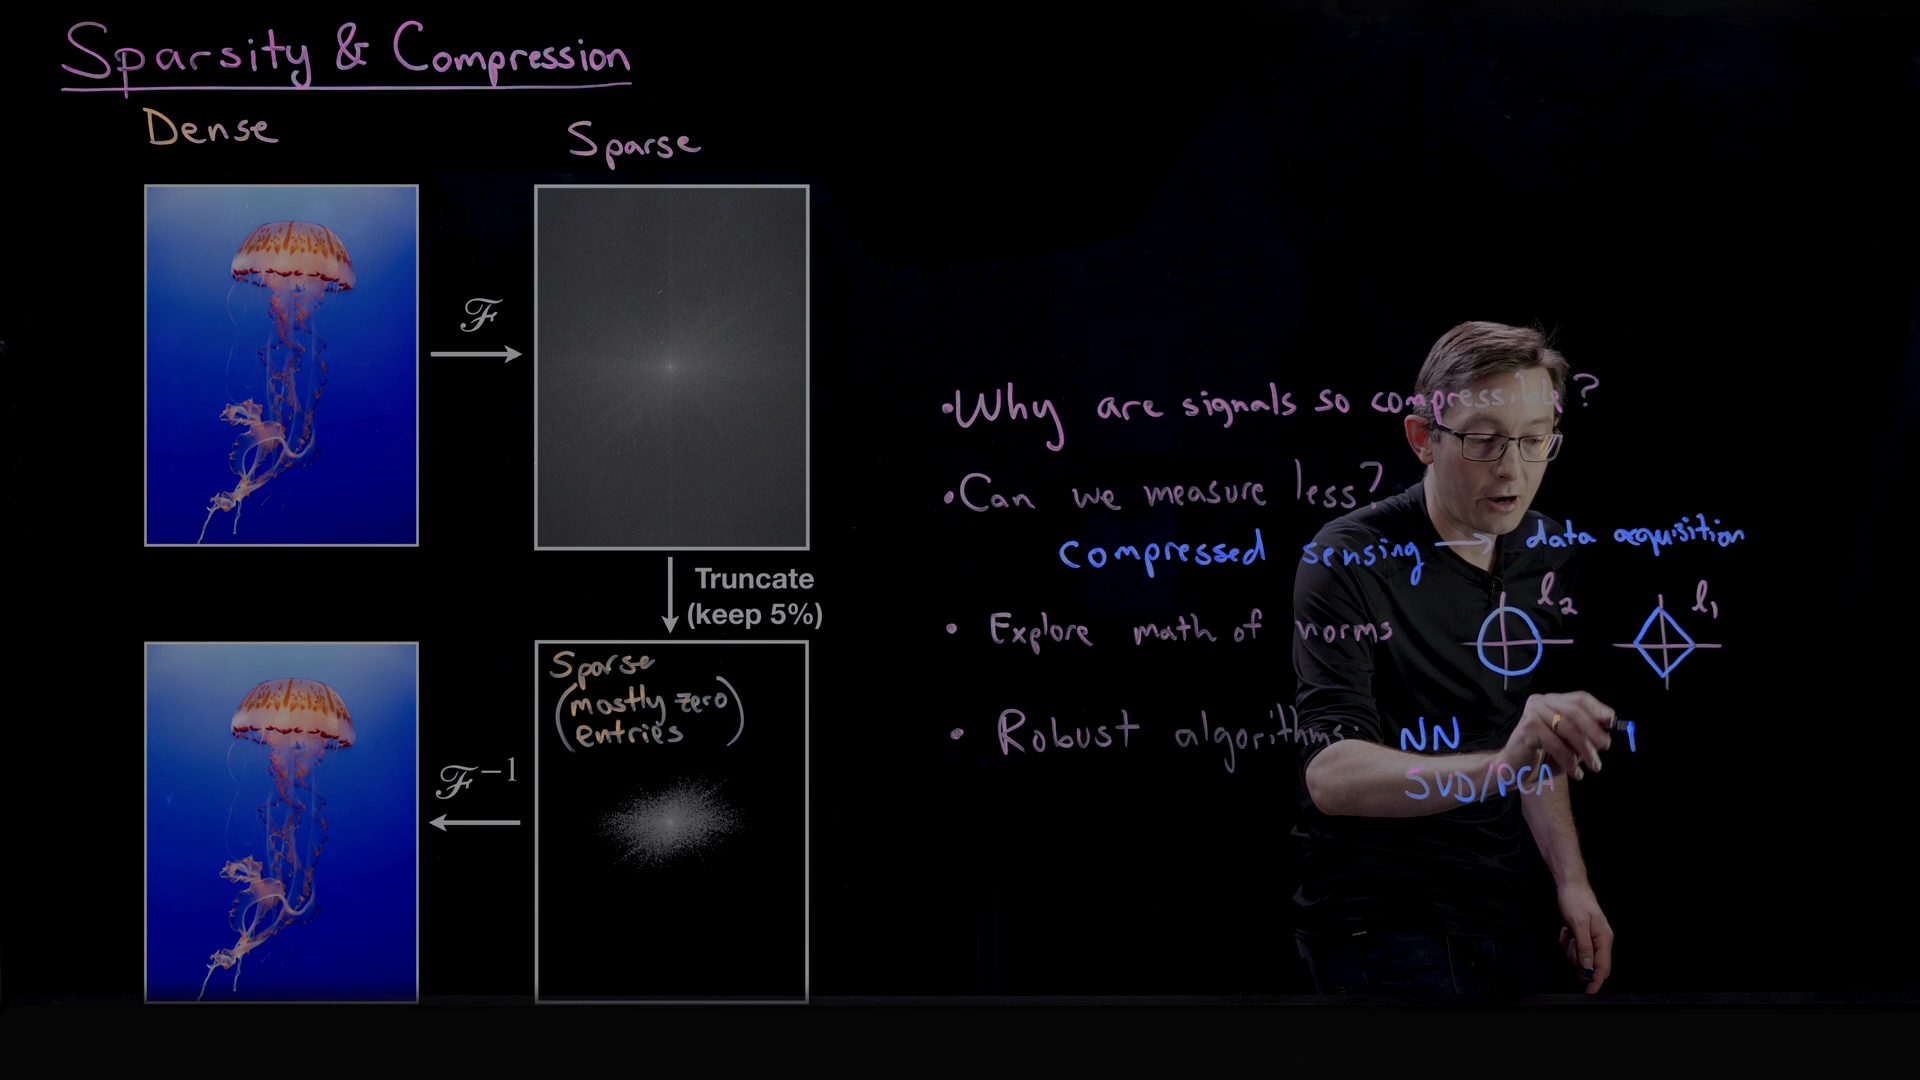 Sparsity & Compression
Dense
Sparse
ℱ
Truncate
(keep 5%)
Sparse
(mostly zero
entries)
ℱ⁻¹
• Why are signals so compressible?
• Can we measure less?
compressed sensing → data acquisition
• Explore math of norms
l₂
l₁
• Robust algorithms:
NN
SVD/PCA